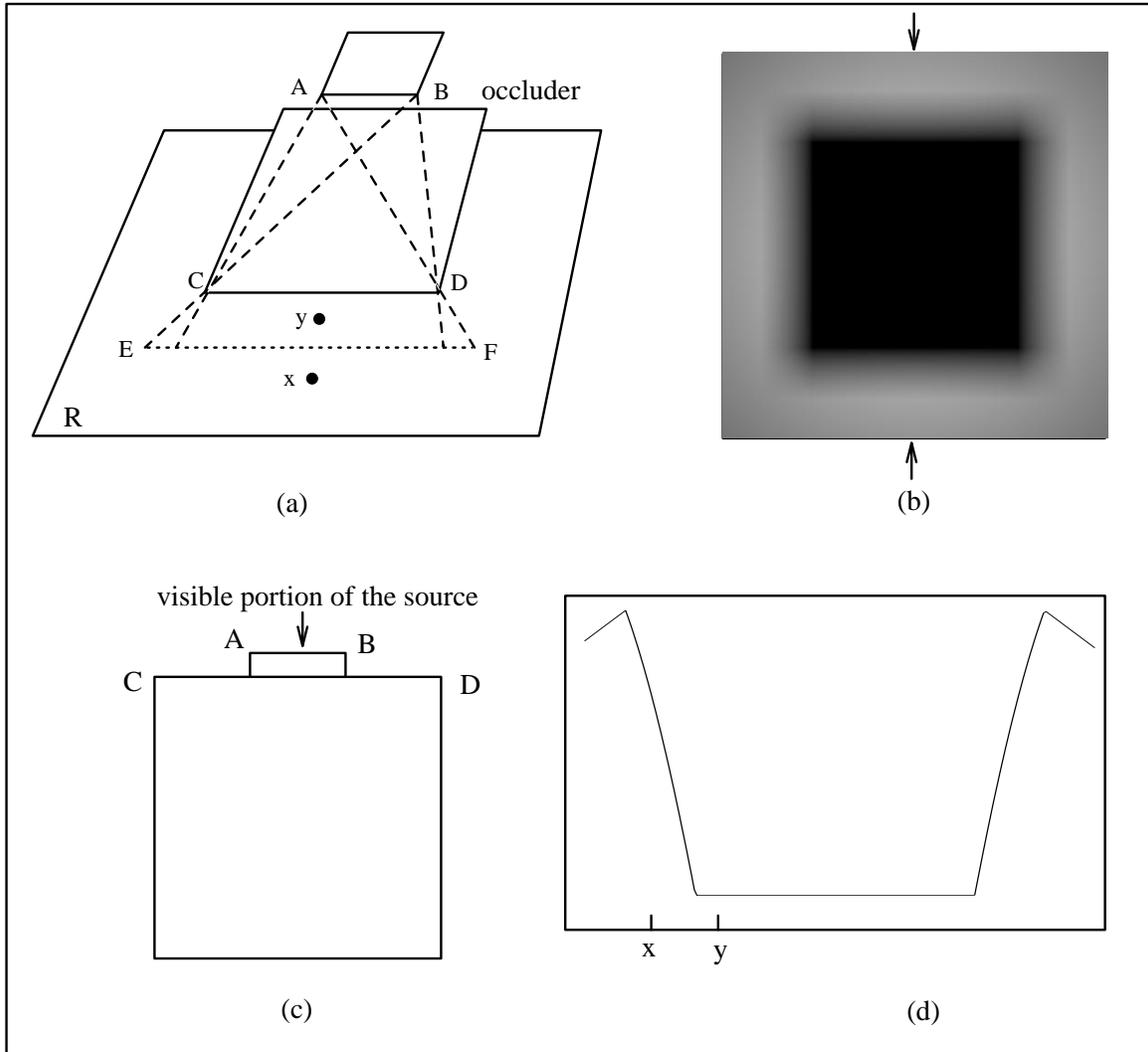 A
B
occluder
C
D
y
E
F
x
R
(a)
(b)
visible portion of the source
A
B
C
D
(c)
x
y
(d)